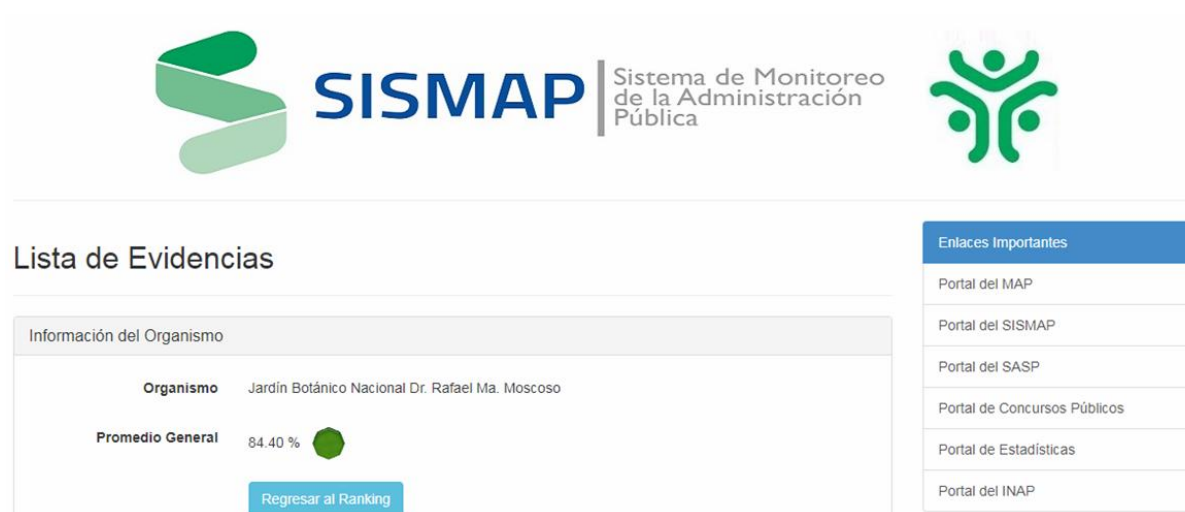 SISMAP
Sistema de Monitoreo
de la Administración
Pública
Lista de Evidencias
Información del Organismo
Organismo Jardín Botánico Nacional Dr. Rafael Ma. Moscoso
Promedio General 84.40 %
Regresar al Ranking
Enlaces Importantes
Portal del MAP
Portal del SISMAP
Portal del SASP
Portal de Concursos Públicos
Portal de Estadísticas
Portal del INAP